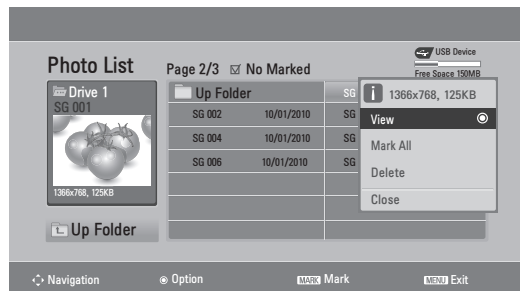 USB Device
Photo List
Page 2/3 No Marked
Free Space 150MB
Drive 1
SG 001
1366x768, 125KB
Up Folder
Up Folder
SG
SG 002 10/01/2010 SG
SG 004 10/01/2010 SG
SG 006 10/01/2010 SG
i 1366x768, 125KB
View
Mark All
Delete
Close
Navigation
Option
MARK Mark
MENU Exit